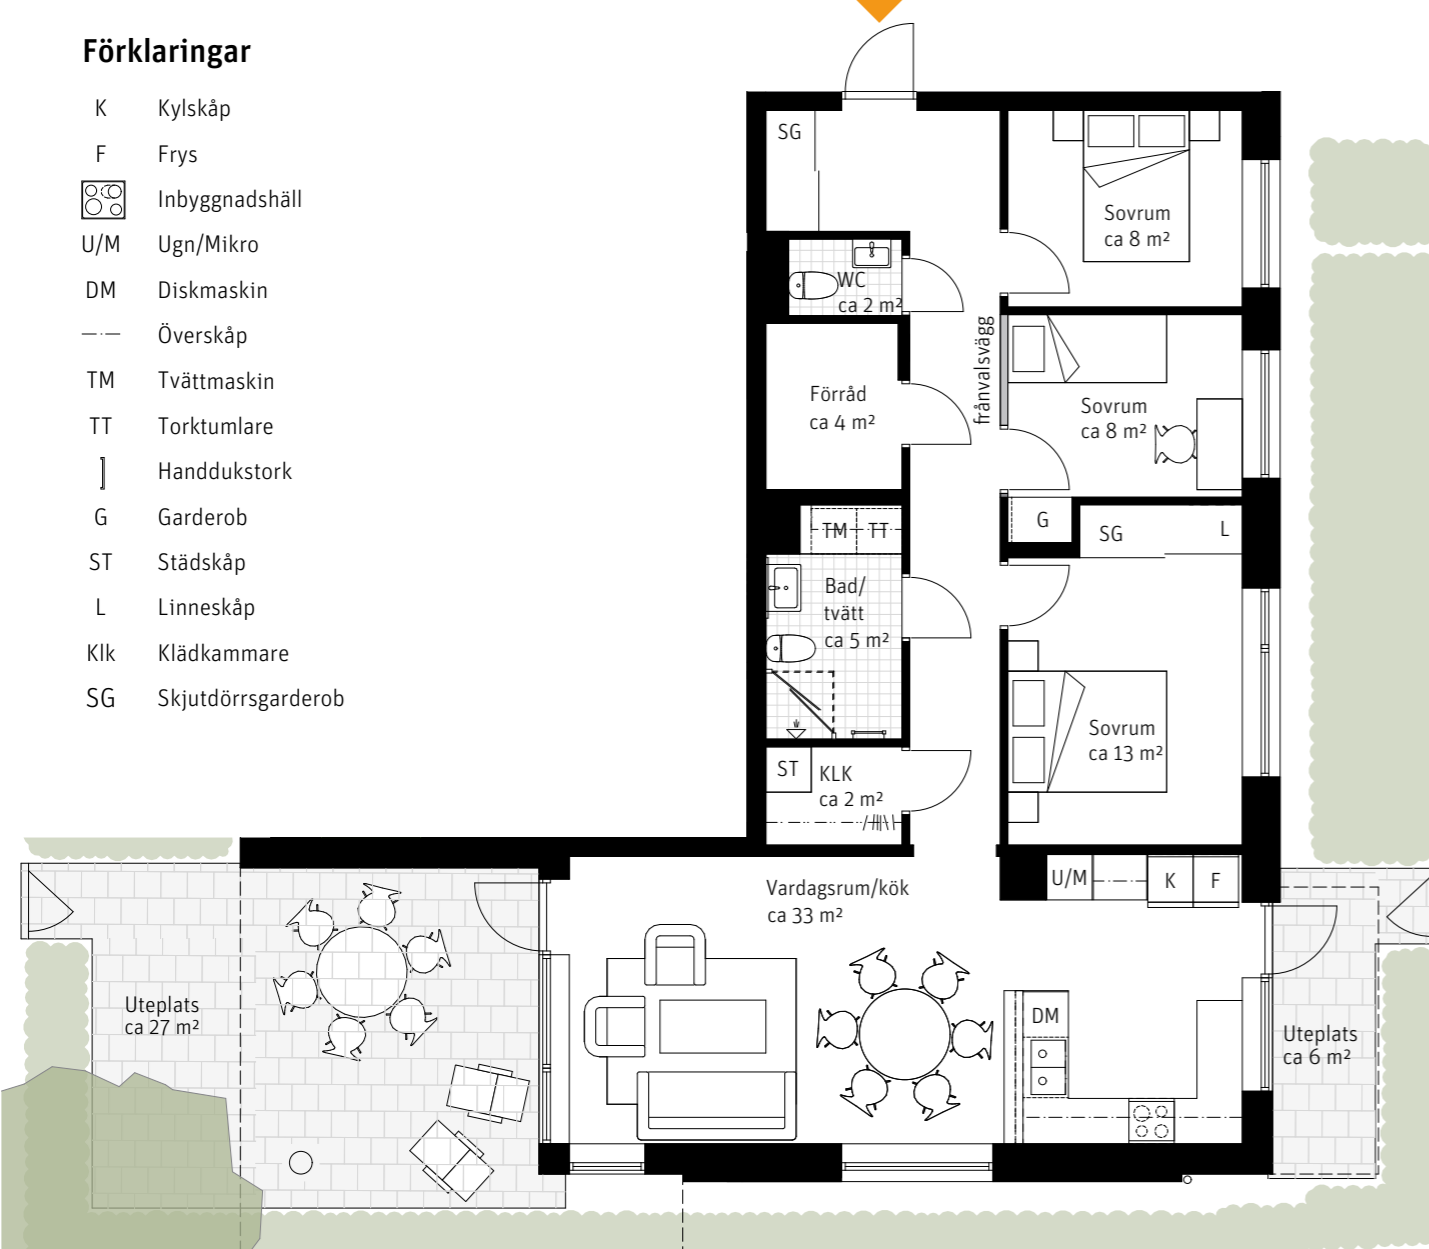 Förklaringar
K Kylskåp
F Frys
Inbyggnadshäll
U/M Ugn/Mikro
DM Diskmaskin
Överskåp
TM Tvättmaskin
TT Torktumlare
Handdukstork
G Garderob
ST Städskåp
L Linneskåp
Klk Klädkammare
SG Skjutdörrsgarderob
SG
Sovrum
ca 8 m²
WC
ca 2 m²
frånvalsvägg
Förråd
ca 4 m²
Sovrum
ca 8 m²
G
SG
L
TM
TT
Bad/
tvätt
ca 5 m²
Sovrum
ca 13 m²
ST
KLK
ca 2 m²
Vardagsrum/kök
ca 33 m²
U/M
K
F
DM
Uteplats
ca 27 m²
Uteplats
ca 6 m²